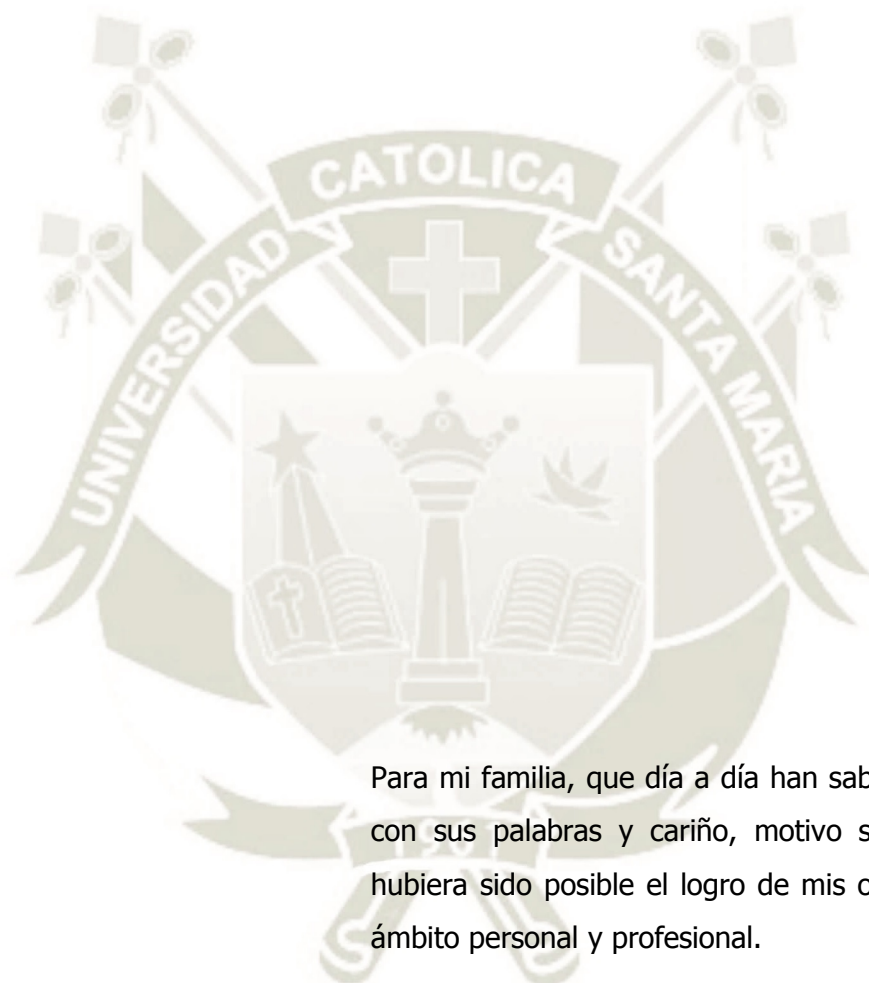 CATOLICA
UNIVERSIDAD
SANTA MARIA
Para mi familia, que día a día han
con sus palabras y cariño, motivo
hubiera sido posible el logro de mis
ámbito personal y profesional.